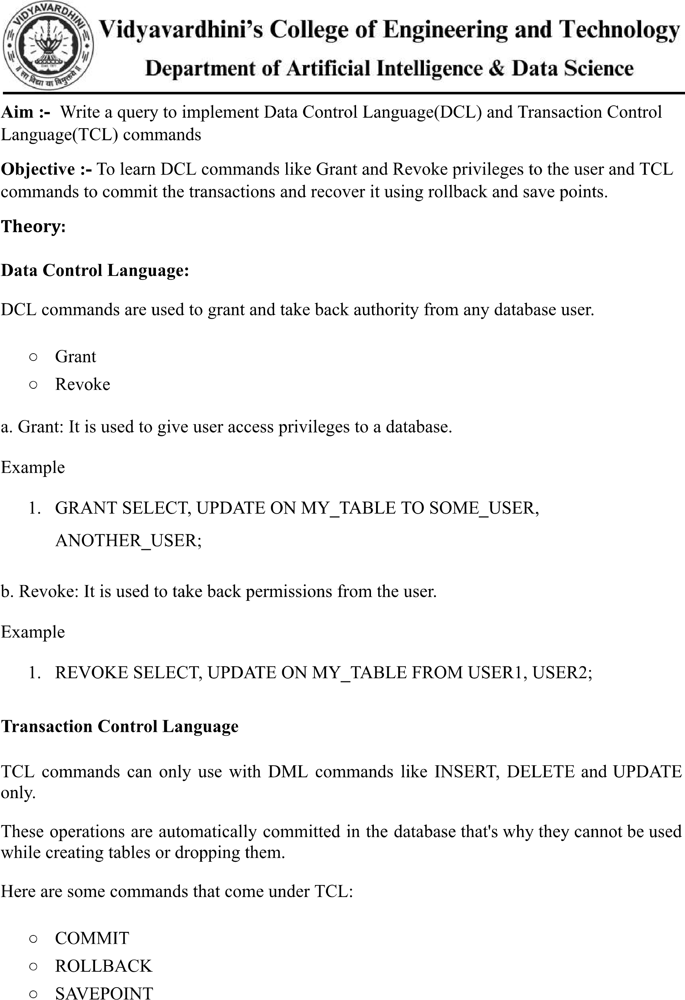 VIDYAVARDHINI
॥ सा विद्या या विमुक्तये ॥
Vidyavardhini’s College of Engineering and Technology
Department of Artificial Intelligence & Data Science
Aim :- Write a query to implement Data Control Language(DCL) and Transaction Control
Language(TCL) commands
Objective :- To learn DCL commands like Grant and Revoke privileges to the user and TCL
commands to commit the transactions and recover it using rollback and save points.
Theory:
Data Control Language:
DCL commands are used to grant and take back authority from any database user.
○ Grant
○ Revoke
a. Grant: It is used to give user access privileges to a database.
Example
1. GRANT SELECT, UPDATE ON MY_TABLE TO SOME_USER,
ANOTHER_USER;
b. Revoke: It is used to take back permissions from the user.
Example
1. REVOKE SELECT, UPDATE ON MY_TABLE FROM USER1, USER2;
Transaction Control Language
TCL commands can only use with DML commands like INSERT, DELETE and UPDATE
only.
These operations are automatically committed in the database that's why they cannot be used
while creating tables or dropping them.
Here are some commands that come under TCL:
○ COMMIT
○ ROLLBACK
○ SAVEPOINT